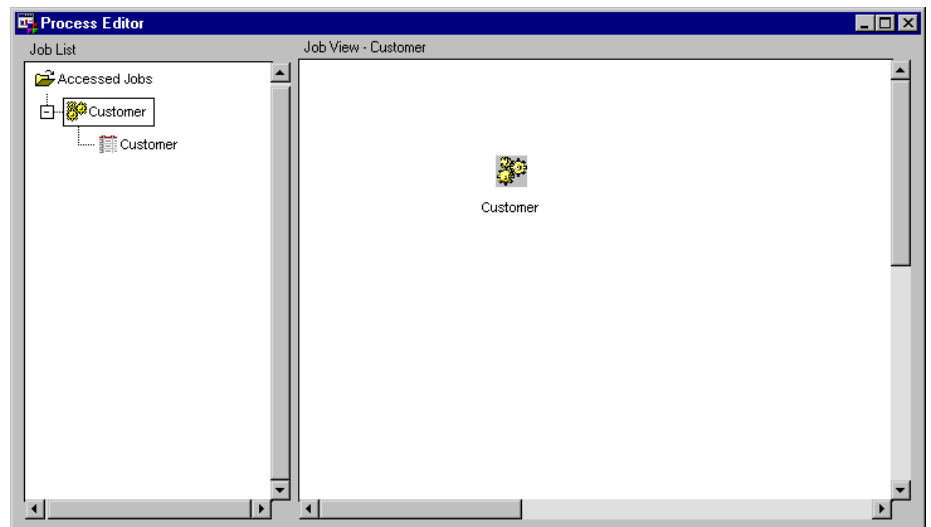 Process Editor
Job List
Job View - Customer
Accessed Jobs
Customer
Customer
Customer